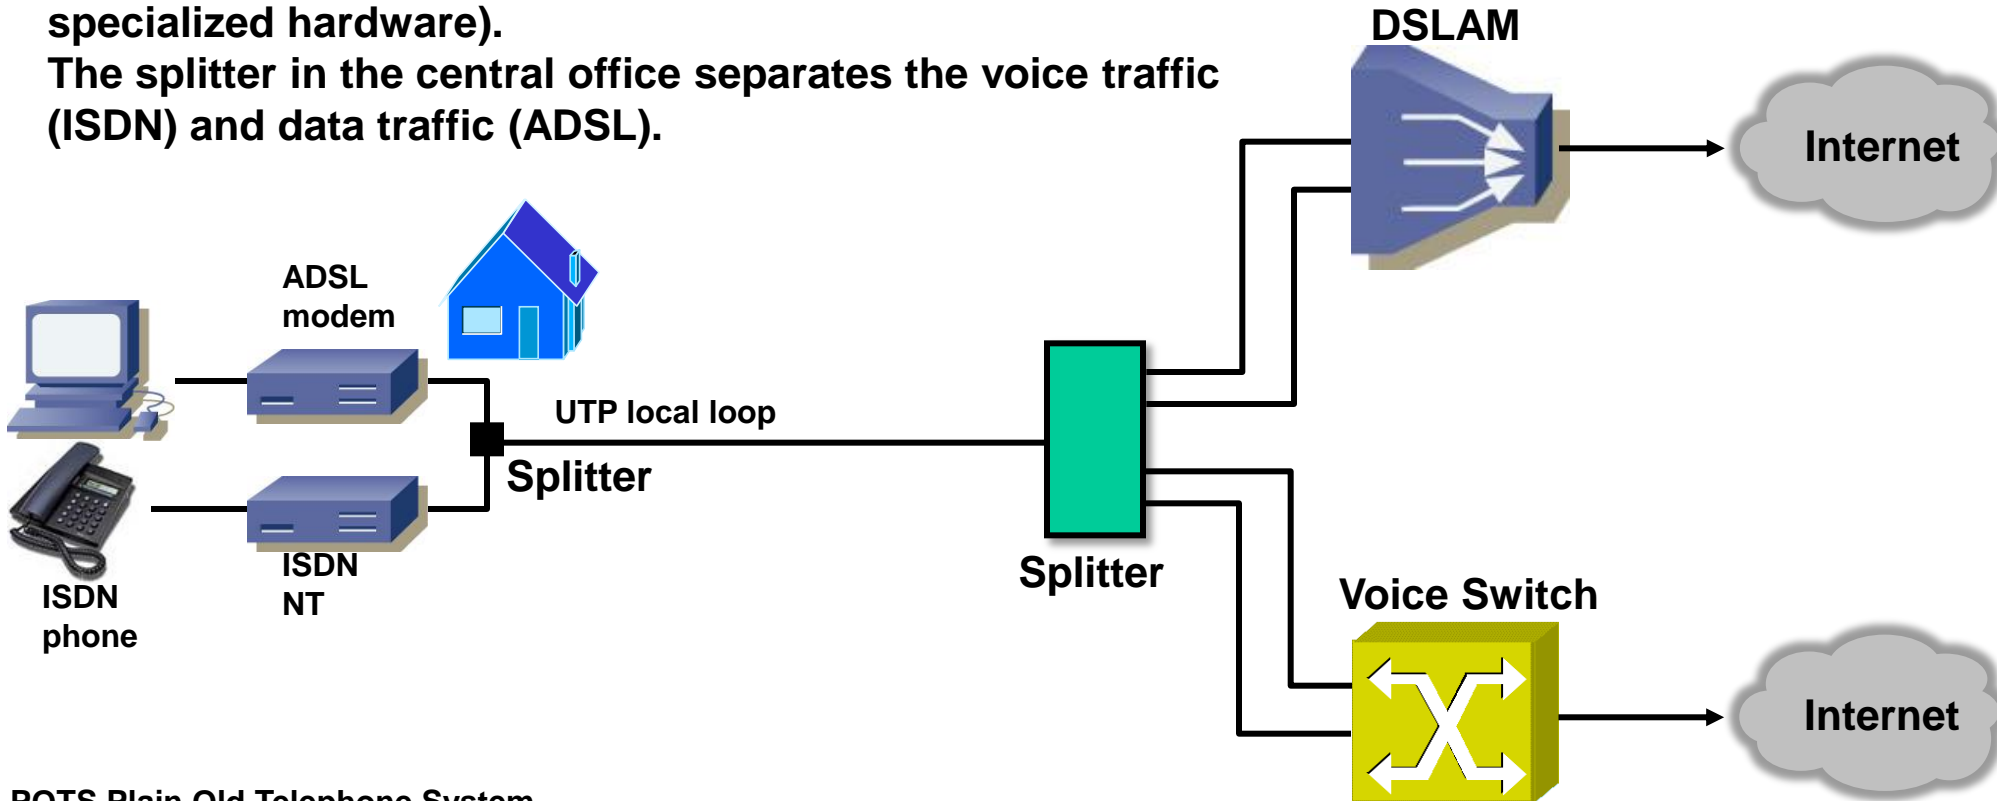 specialized hardware).
The splitter in the central office separates the voice traffic
(ISDN) and data traffic (ADSL).
DSLAM
Internet
ADSL
modem
UTP local loop
Splitter
ISDN
NT
ISDN
phone
Splitter
Voice Switch
Internet
POTS Plain Old Telephone System